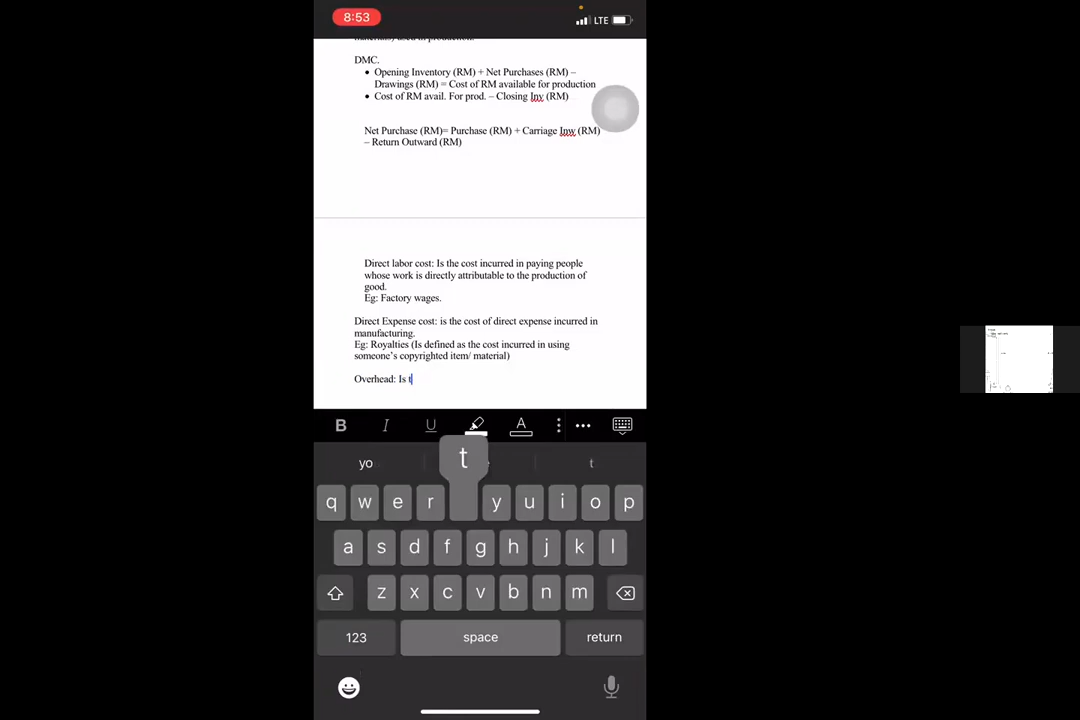 8:53
LTE
materials) used in production.
DMC.
• Opening Inventory (RM) + Net Purchases (RM) –
Drawings (RM) = Cost of RM available for production
• Cost of RM avail. For prod. – Closing Inv (RM)
Net Purchase (RM)= Purchase (RM) + Carriage Inw (RM)
– Return Outward (RM)
Direct labor cost: Is the cost incurred in paying people
whose work is directly attributable to the production of
good.
Eg: Factory wages.
Direct Expense cost: is the cost of direct expense incurred in
manufacturing.
Eg: Royalties (Is defined as the cost incurred in using
someone's copyrighted item/ material)
Overhead: Is t
B I U A
yo t
t
q w e r y u i o p
a s d f g h j k l
z x c v b n m
123 space return